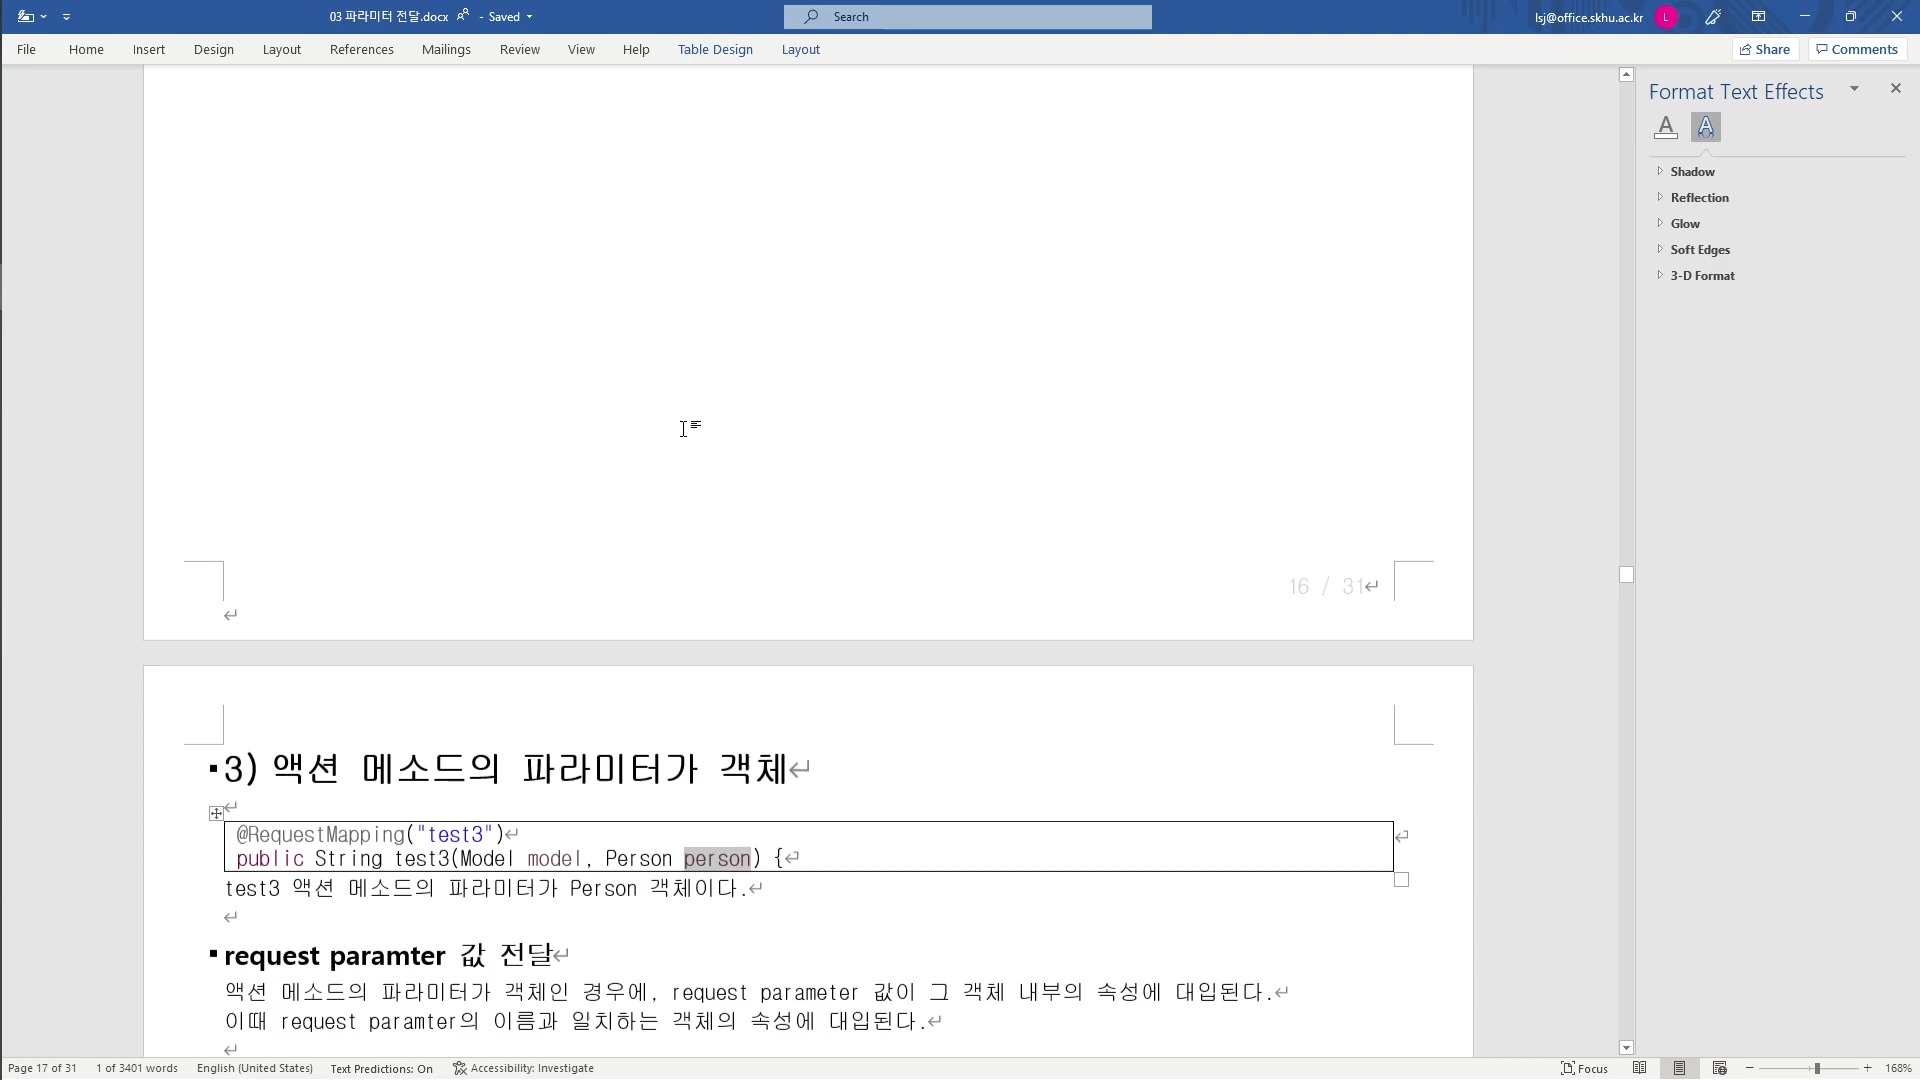 03 파라미터 전달.docx - Saved
Search
lsj@office.skhu.ac.kr
L
File Home Insert Design Layout References Mailings Review View Help Table Design Layout
Share Comments
Format Text Effects
Shadow
Reflection
Glow
Soft Edges
3-D Format
16 / 31
3) 액션 메소드의 파라미터가 객체
@RequestMapping("test3")
public String test3(Model model, Person person) {
test3 액션 메소드의 파라미터가 Person 객체이다.
request paramter 값 전달
액션 메소드의 파라미터가 객체인 경우에, request parameter 값이 그 객체 내부의 속성에 대입된다.
이때 request paramter의 이름과 일치하는 객체의 속성에 대입된다.
Page 17 of 31 1 of 3401 words English (United States) Text Predictions: On Accessibility: Investigate Focus 168%